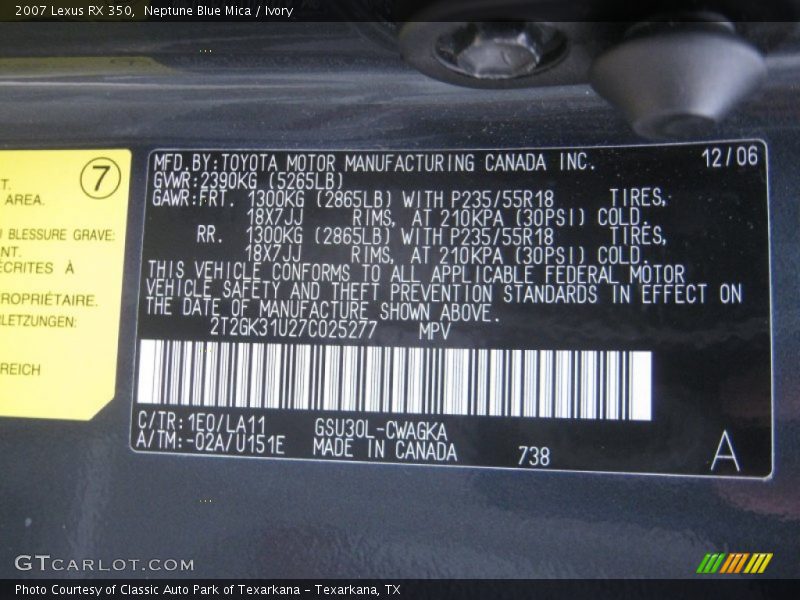 2007 Lexus RX 350,  Neptune Blue Mica / Ivory
7
T.
AREA.
BLESSURE GRAVE:
NT.
ÉCRITES À
ROPRIÉTAIRE.
LETZUNGEN:
REICH
MFD.BY:TOYOTA MOTOR MANUFACTURING CANADA INC. 12/06
GVWR:2390KG (5265LB)
GAWR:FRT. 1300KG (2865LB) WITH P235/55R18 TIRES,
18X7JJ RIMS, AT 210KPA (30PSI) COLD.
RR. 1300KG (2865LB) WITH P235/55R18 TIRES,
18X7JJ RIMS, AT 210KPA (30PSI) COLD.
THIS VEHICLE CONFORMS TO ALL APPLICABLE FEDERAL MOTOR
VEHICLE SAFETY AND THEFT PREVENTION STANDARDS IN EFFECT ON
THE DATE OF MANUFACTURE SHOWN ABOVE.
2T2GK31U27C025277 MPV
C/TR:1E0/LA11 GSU30L-CWAGKA
A/TM:-02A/U151E MADE IN CANADA 738 A
GTCARLOT.COM
Photo Courtesy of Classic Auto Park of Texarkana - Texarkana, TX